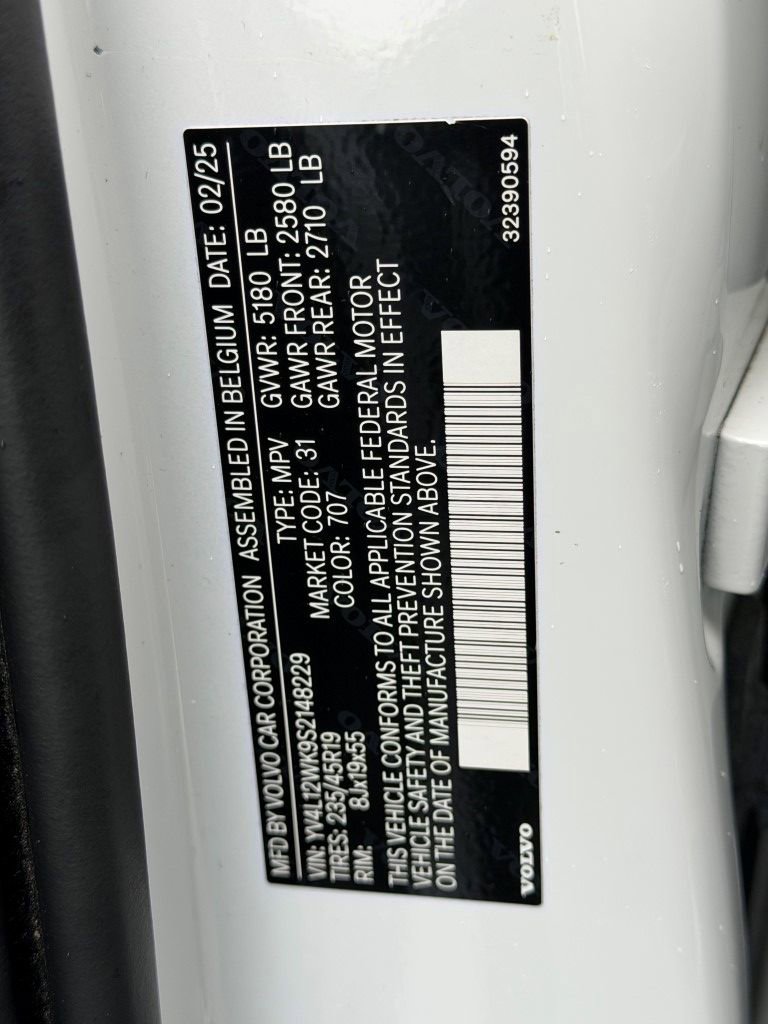 MFD BY VOLVO CAR CORPORATION ASSEMBLED IN BELGIUM DATE: 02/25
VIN: YV4L12WK9S2148229 TYPE: MPV GVWR: 5180 LB
TIRES: 235/45R19 MARKET CODE: 31 GAWR FRONT: 2580 LB
RIM: 8Jx19x55 COLOR: 707 GAWR REAR: 2710 LB
THIS VEHICLE CONFORMS TO ALL APPLICABLE FEDERAL MOTOR
VEHICLE SAFETY AND THEFT PREVENTION STANDARDS IN EFFECT
ON THE DATE OF MANUFACTURE SHOWN ABOVE.
VOLVO 32390594